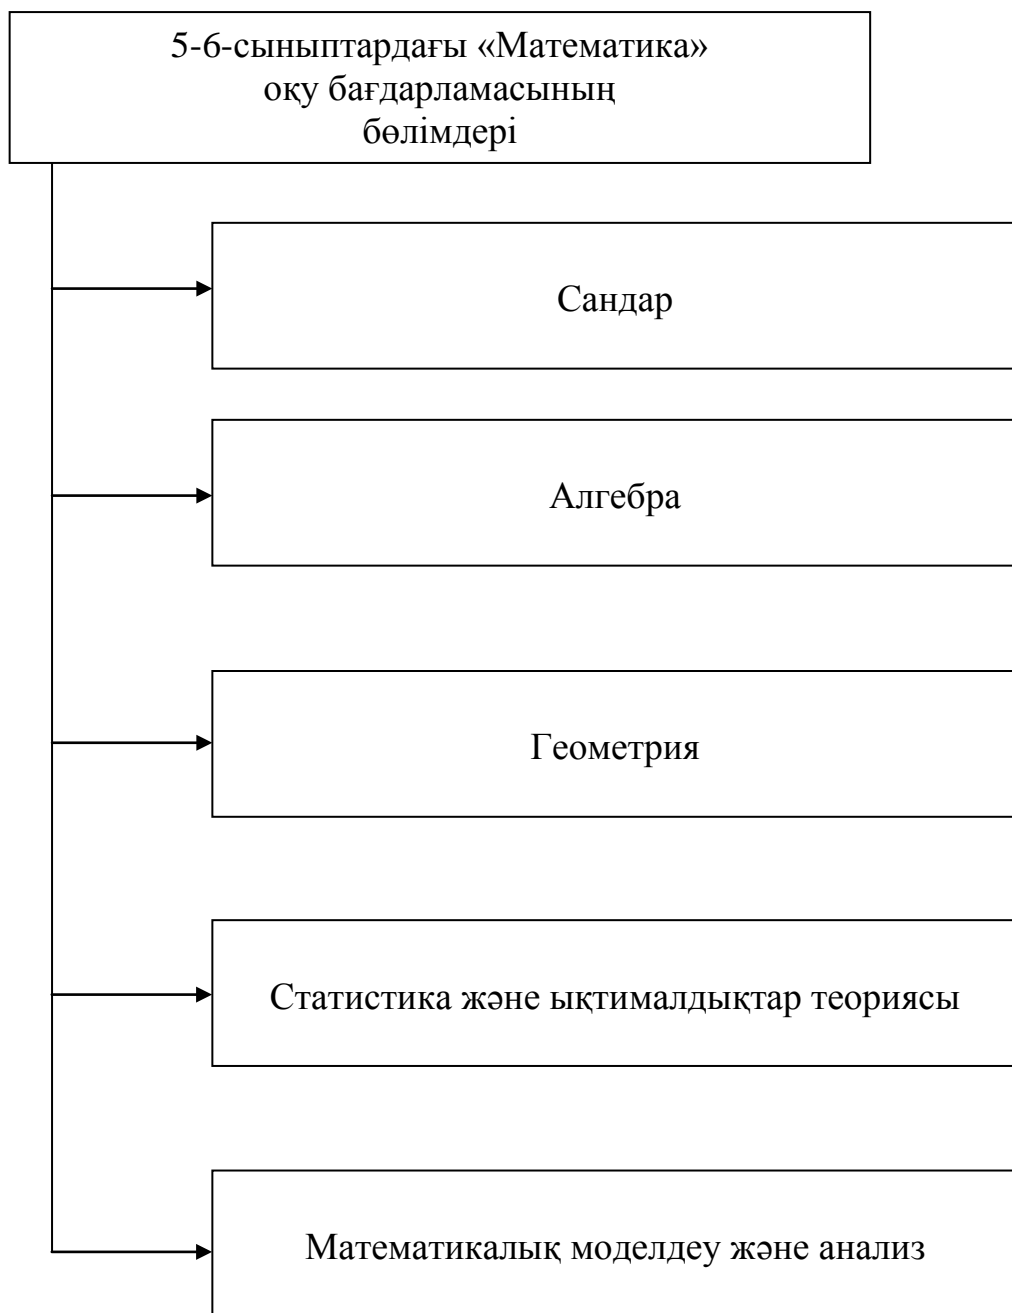 5-6-сыныптардағы «Математика»
оқу бағдарламасының
бөлімдері
Сандар
Алгебра
Геометрия
Статистика және ықтималдықтар теориясы
Математикалық моделдеу және анализ